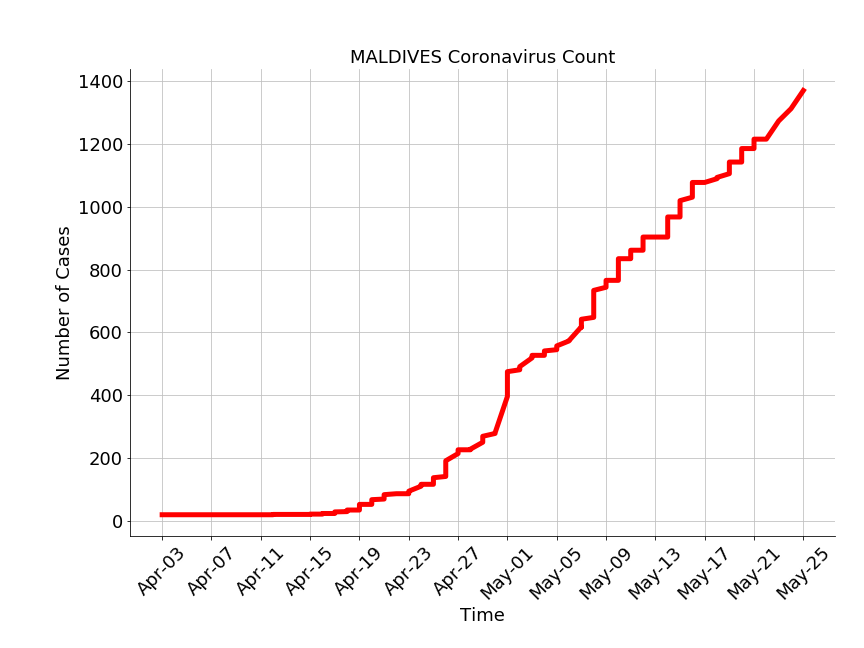 MALDIVES Coronavirus Count
1400
1200
1000
800
600
400
200
0
Number of Cases
Apr-03
Apr-07
Apr-11
Apr-15
Apr-19
Apr-23
Apr-27
May-01
May-05
May-09
May-13
May-17
May-21
May-25
Time